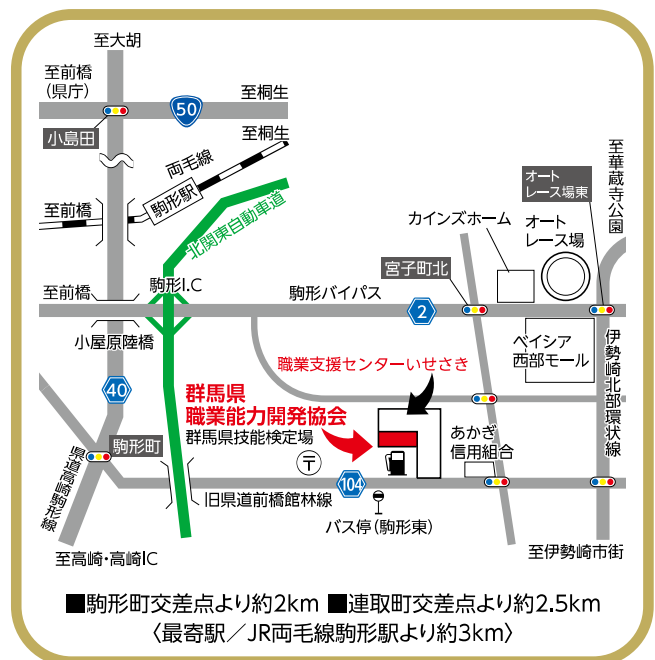 至大胡
至前橋
(県庁)
至桐生
50
小島田
至桐生
両毛線
駒形駅
至前橋
北関東自動車道
至華蔵寺公園
オート
レース場東
カインズホーム
オート
レース場
宮子町北
駒形I.C
至前橋
駒形バイパス
2
小屋原陸橋
ベイシア
西部モール
伊勢崎北部環状線
職業支援センターいせさき
40
群馬県
職業能力開発協会
群馬県技能検定場
駒形町
あかぎ
信用組合
県道高崎駒形線
〒
104
旧県道前橋館林線
バス停(駒形東)
至高崎・高崎IC
至伊勢崎市街
■駒形町交差点より約2km ■連取町交差点より約2.5km
〈最寄駅／JR両毛線駒形駅より約3km〉